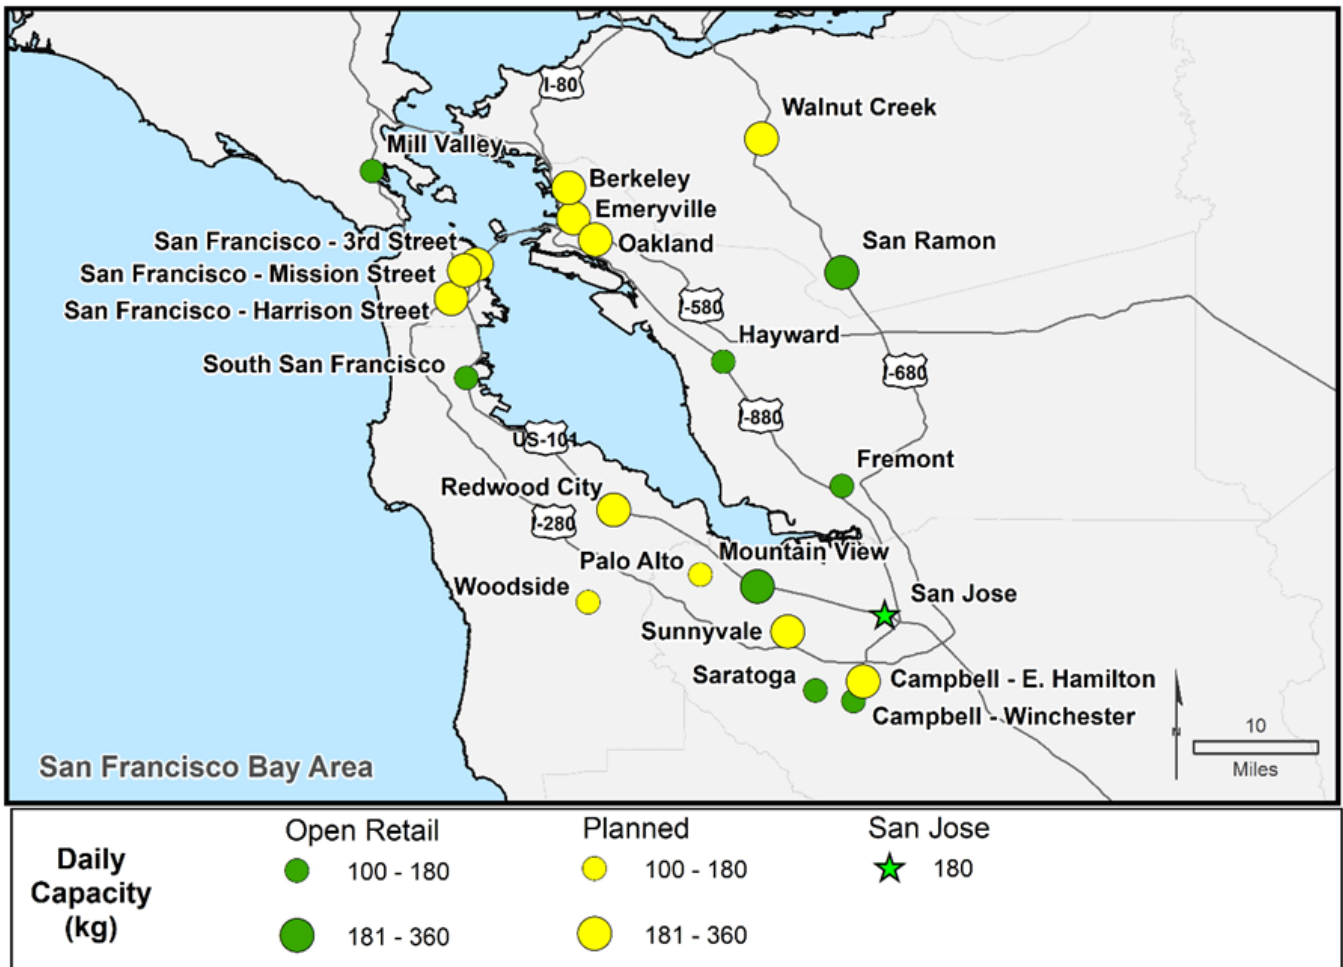 I-80
Walnut Creek
Mill Valley
Berkeley
Emeryville
San Francisco - 3rd Street
Oakland
San Ramon
San Francisco - Mission Street
San Francisco - Harrison Street
I-580
Hayward
South San Francisco
I-680
I-880
US-101
Fremont
Redwood City
I-280
Mountain View
Palo Alto
Woodside
San Jose
Sunnyvale
Saratoga
Campbell - E. Hamilton
Campbell - Winchester
N
10
Miles
San Francisco Bay Area
Daily
Capacity
(kg)
Open Retail
100 - 180
181 - 360
Planned
100 - 180
181 - 360
San Jose
180